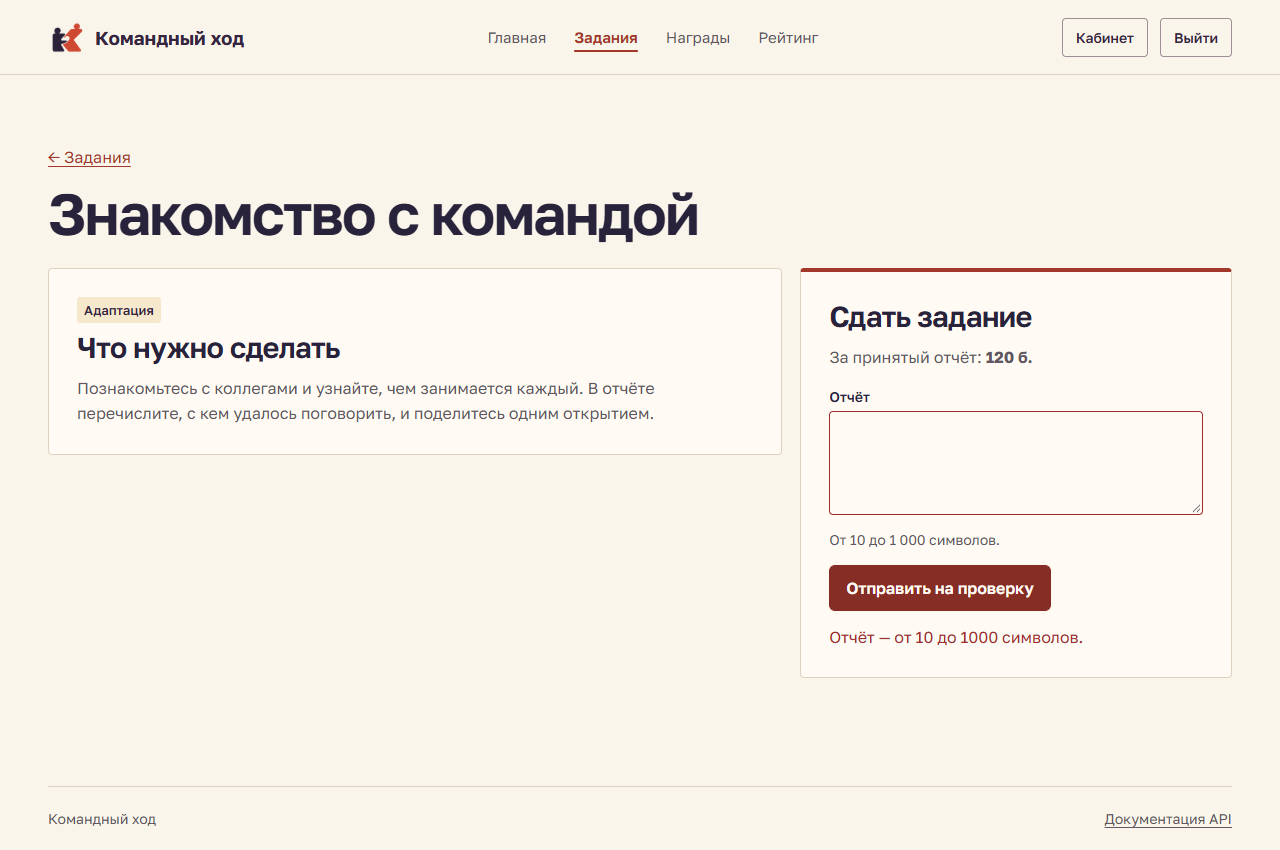 Командный ход
Главная
Задания
Награды
Рейтинг
Кабинет
Выйти
← Задания
Знакомство с командой
Адаптация
Что нужно сделать
Познакомьтесь с коллегами и узнайте, чем занимается каждый. В отчёте
перечислите, с кем удалось поговорить, и поделитесь одним открытием.
Сдать задание
За принятый отчёт: 120 б.
Отчёт
От 10 до 1 000 символов.
Отправить на проверку
Отчёт — от 10 до 1000 символов.
Командный ход
Документация API